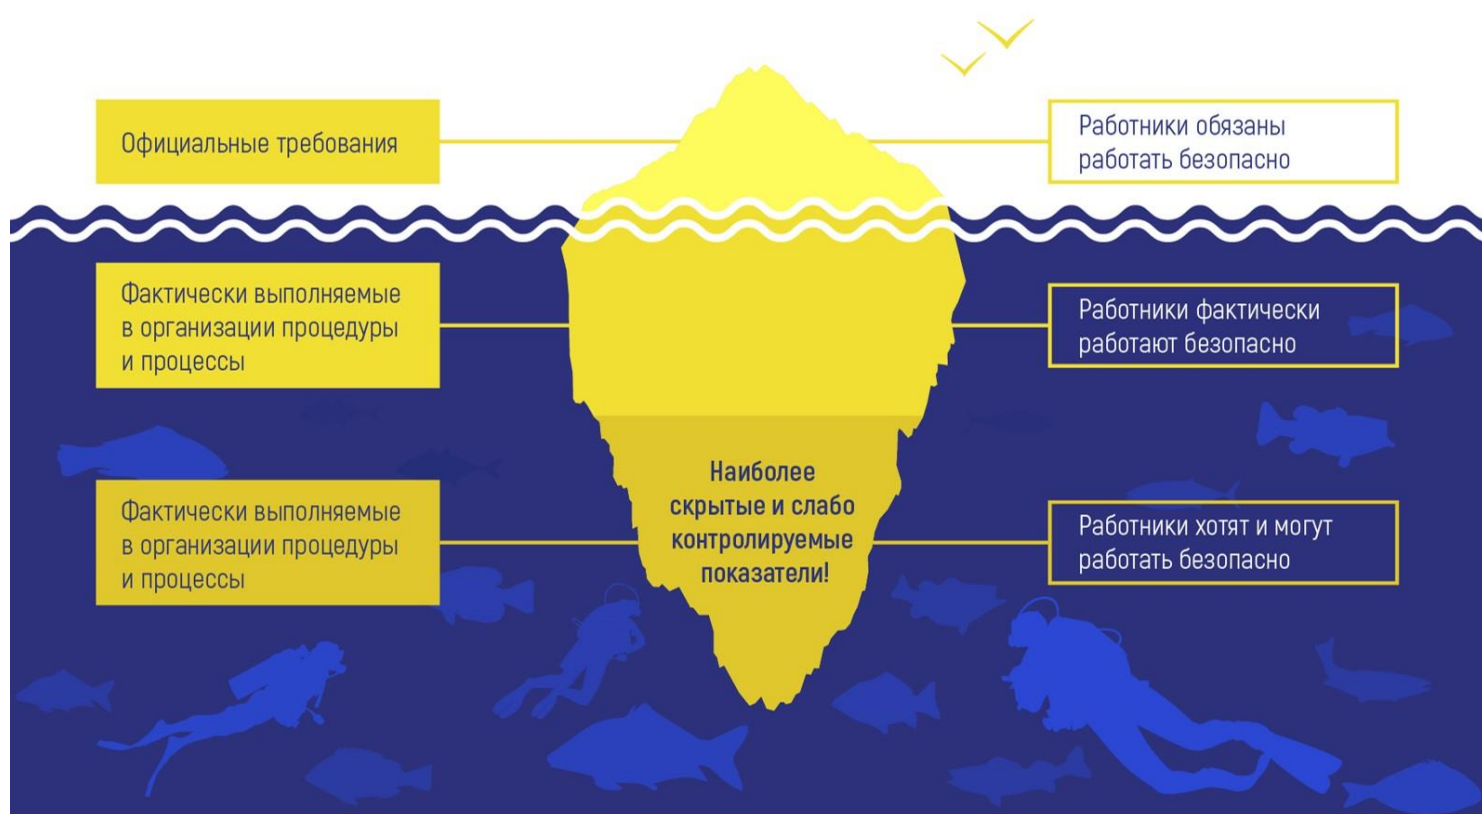 Официальные требования
Работники обязаны
работать безопасно
Фактически выполняемые
в организации процедуры
и процессы
Работники фактически
работают безопасно
Фактически выполняемые
в организации процедуры
и процессы
Наиболее
скрытые и слабо
контролируемые
показатели!
Работники хотят и могут
работать безопасно